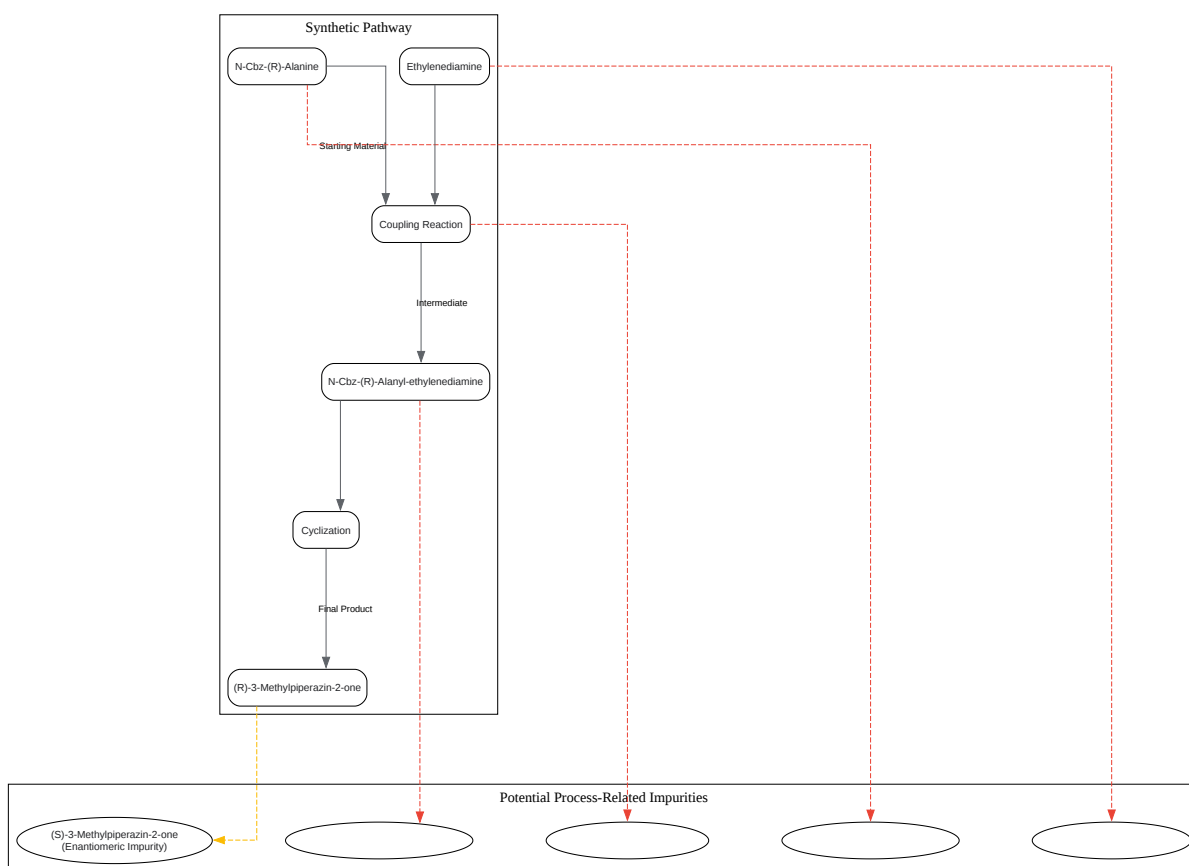 Synthetic Pathway
N-Cbz-(R)-Alanine
Ethylenediamine
Starting Material
Coupling Reaction
Intermediate
N-Cbz-(R)-Alanyl-ethylenediamine
Cyclization
Final Product
(R)-3-Methylpiperazin-2-one
Potential Process-Related Impurities
(S)-3-Methylpiperazin-2-one
(Enantiomeric Impurity)